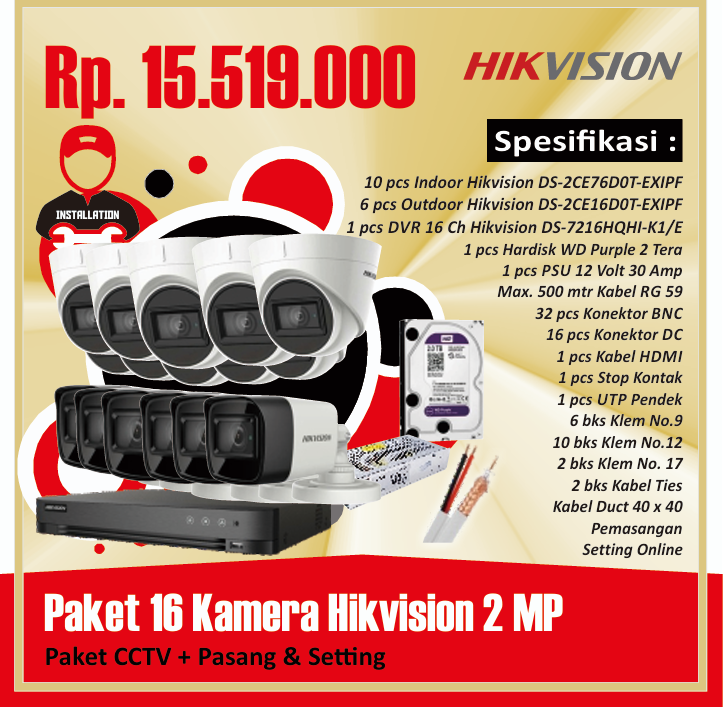 Rp. 15.519.000
HIKVISION
INSTALLATION
Spesifikasi :
10 pcs Indoor Hikvision DS-2CE76D0T-EXIPF
6 pcs Outdoor Hikvision DS-2CE16D0T-EXIPF
1 pcs DVR 16 Ch Hikvision DS-7216HQHI-K1/E
1 pcs Hardisk WD Purple 2 Tera
1 pcs PSU 12 Volt 30 Amp
Max. 500 mtr Kabel RG 59
32 pcs Konektor BNC
16 pcs Konektor DC
1 pcs Kabel HDMI
1 pcs Stop Kontak
1 pcs UTP Pendek
6 bks Klem No.9
10 bks Klem No.12
2 bks Klem No. 17
2 bks Kabel Ties
Kabel Duct 40 x 40
Pemasangan
Setting Online
WD
2.0 TB
HIKVISION
Paket 16 Kamera Hikvision 2 MP
Paket CCTV + Pasang & Setting